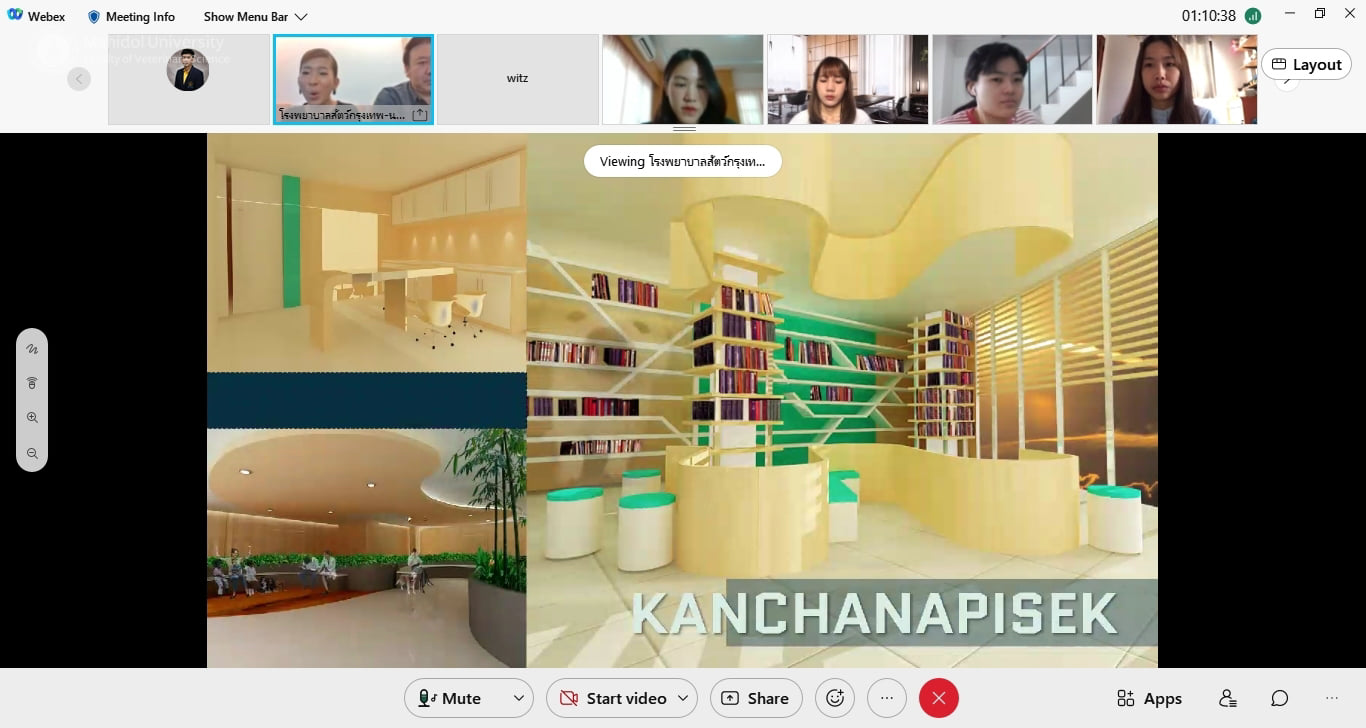 Webex
Meeting Info
Show Menu Bar
01:10:38
Mahidol University
Faculty of Veterinary Science
โรงพยาบาลสัตว์กรุงเทพ-น...
witz
Layout
Viewing โรงพยาบาลสัตว์กรุงเท...
KANCHANAPISEK
Mute
Start video
Share
Apps